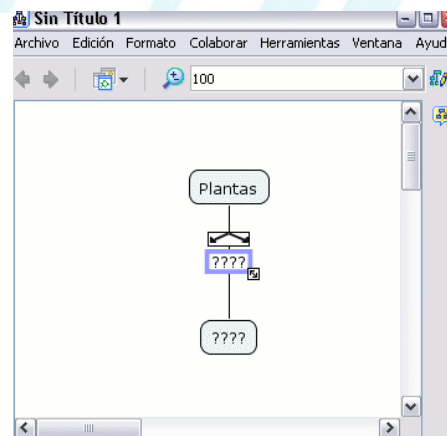 Sin Título 1
Archivo Edición Formato Colaborar Herramientas Ventana Ayud
100
Plantas
????
????